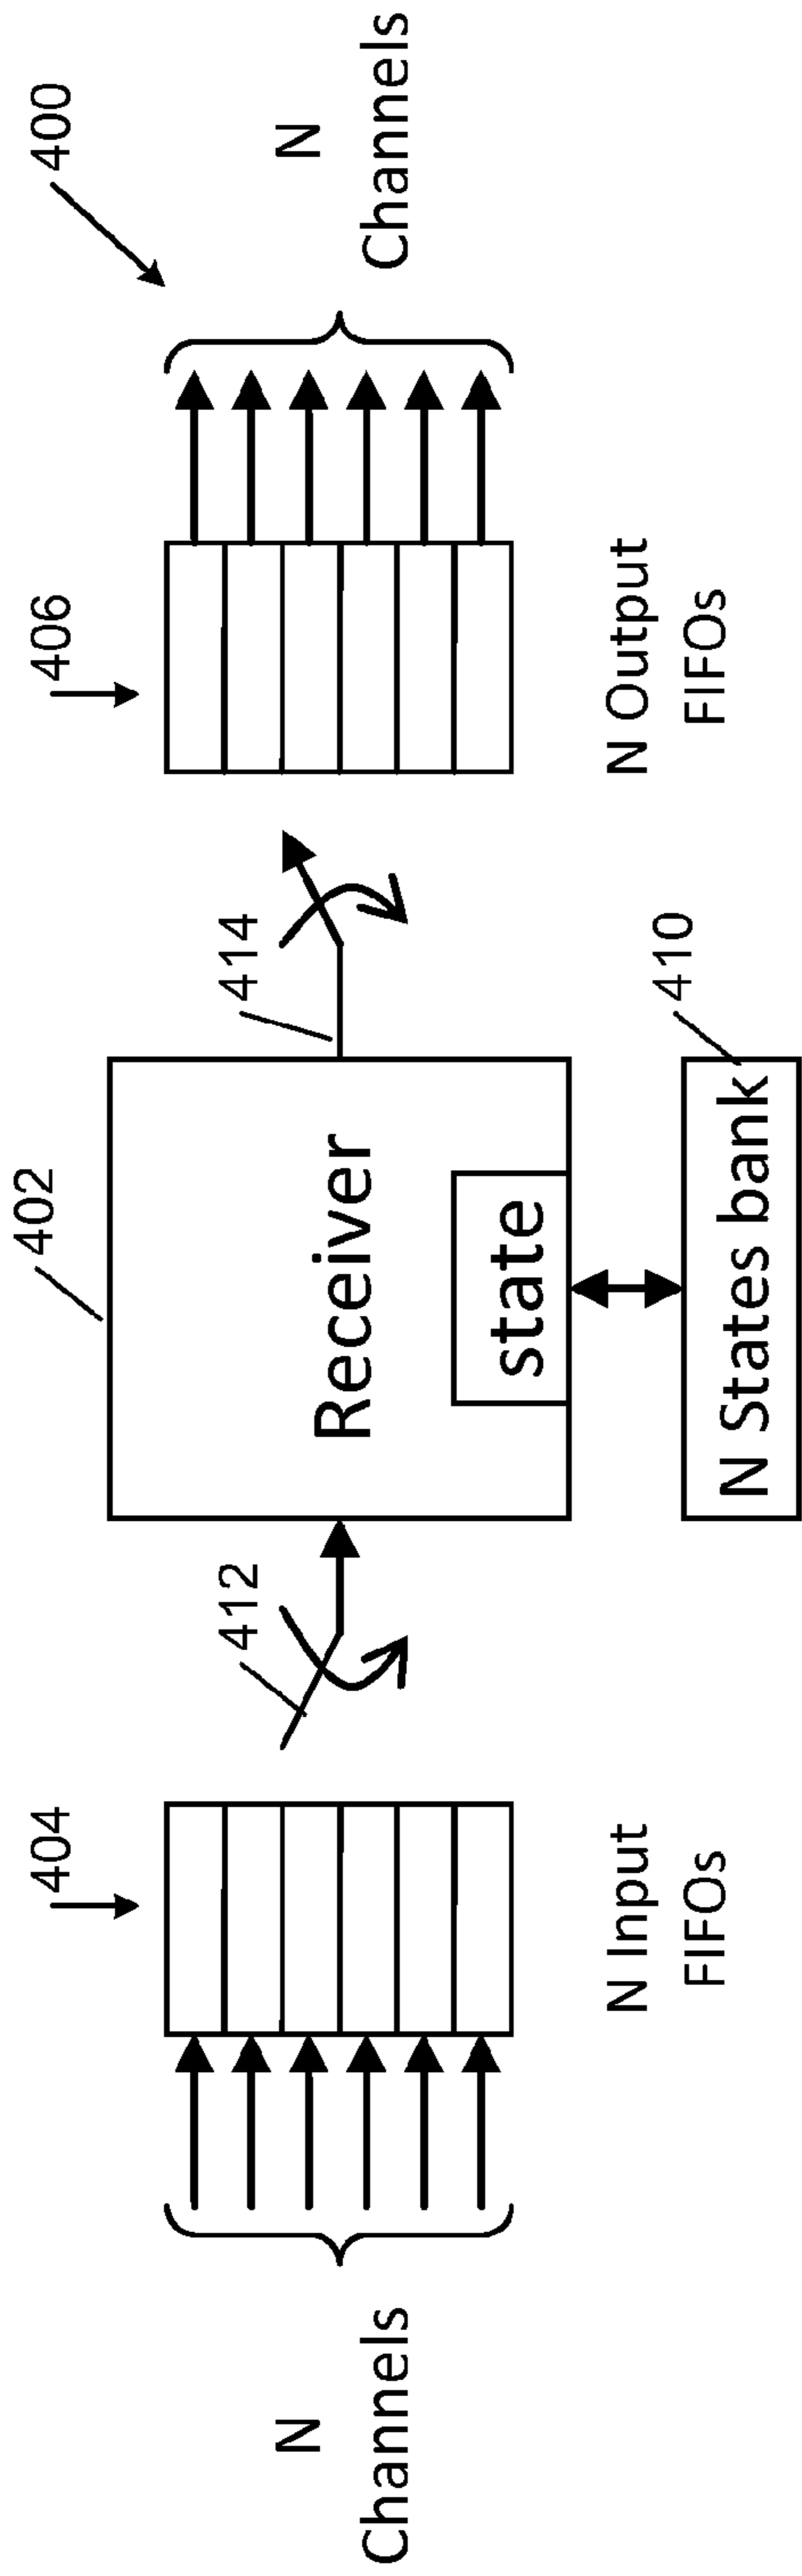 400
402
404
406
412
414
N
Channels
Receiver
state
N
Channels
N Input
FIFOs
N States bank
410
N Output
FIFOs